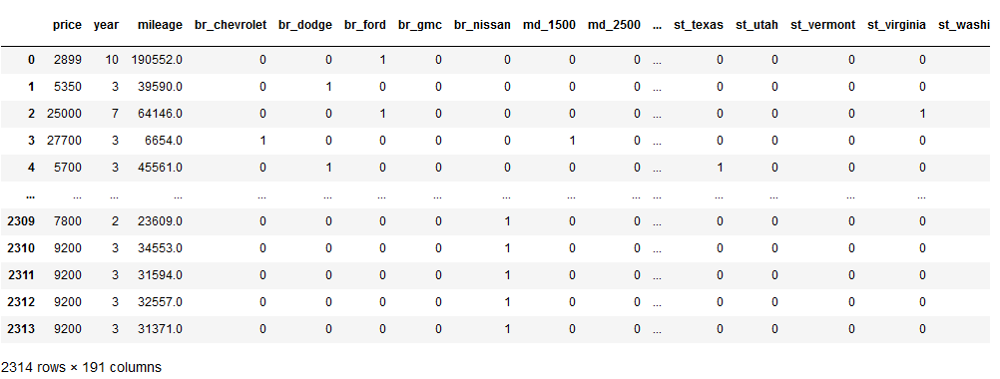 price year mileage br_chevrolet br_dodge br_ford br_gmc br_nissan md_1500 md_2500 ... st_texas st_utah st_vermont st_virginia st_washi
0 2899 10 190552.0 0 0 1 0 0 0 0 ... 0 0 0 0
1 5350 3 39590.0 0 1 0 0 0 0 0 ... 0 0 0 0
2 25000 7 64146.0 0 0 1 0 0 0 0 ... 0 0 0 1
3 27700 3 6654.0 1 0 0 0 0 1 0 ... 0 0 0 0
4 5700 3 45561.0 0 1 0 0 0 0 0 ... 1 0 0 0
... ... ... ... ... ... ... ... ... ... ... ... ... ... ... ...
2309 7800 2 23609.0 0 0 0 0 1 0 0 ... 0 0 0 0
2310 9200 3 34553.0 0 0 0 0 1 0 0 ... 0 0 0 0
2311 9200 3 31594.0 0 0 0 0 1 0 0 ... 0 0 0 0
2312 9200 3 32557.0 0 0 0 0 1 0 0 ... 0 0 0 0
2313 9200 3 31371.0 0 0 0 0 1 0 0 ... 0 0 0 0
2314 rows × 191 columns